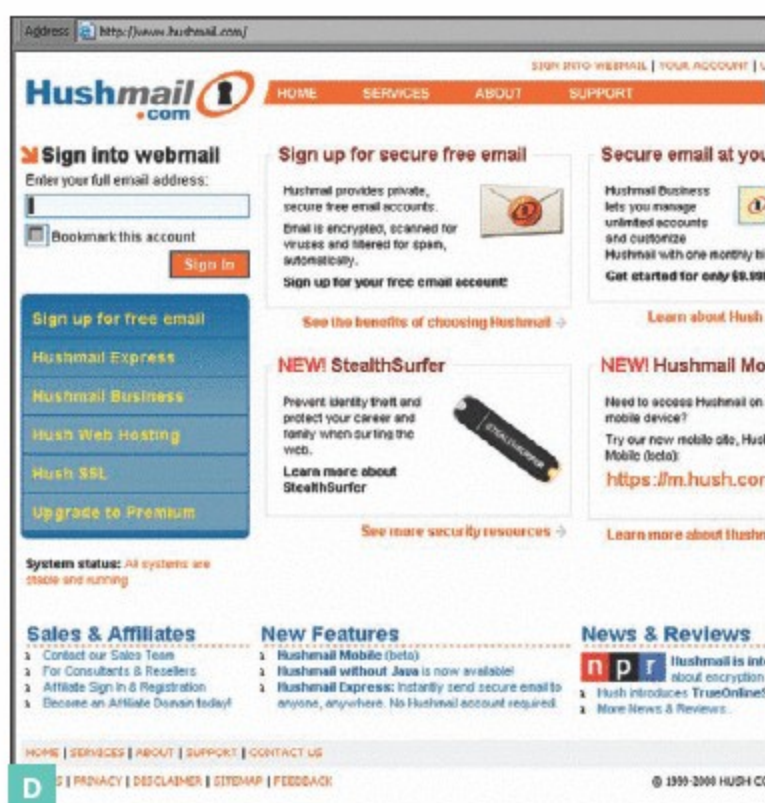 Address http://www.hushmail.com/
SIGN INTO WEBMAIL | YOUR ACCOUNT |
Hushmail
.com
HOME SERVICES ABOUT SUPPORT
Sign into webmail
Enter your full email address:
Bookmark this account
Sign In
Sign up for free email
Hushmail Express
Hushmail Business
Hush Web Hosting
Hush SSL
Upgrade to Premium
System status: All systems are
stable and running
Sign up for secure free email
Hushmail provides private,
secure free email accounts.
Email is encrypted, scanned for
viruses and filtered for spam,
automatically.
Sign up for your free email account!
See the benefits of choosing Hushmail
Secure email at you
Hushmail Business
lets you manage
unlimited accounts
and customize
Hushmail with one monthly
Get started for only
Learn about Hush
NEW! StealthSurfer
Prevent identity theft and
protect your career and
family when surfing the
web.
Learn more about
StealthSurfer
STEALTHSURFER
See more security resources
NEW! Hushmail Mo
Need to access Hushmail on
mobile device?
Try our new mobile site, Hus
Mobile (beta):
https://m.hush.co
Learn more about Hush
Sales & Affiliates
Contact our Sales Team
For Consultants & Resellers
Affiliate Sign In & Registration
Become an Affiliate Domain today!
New Features
Hushmail Mobile (beta)
Hushmail without Java is now available!
Hushmail Express: Instantly send secure email to
anyone, anywhere. No Hushmail account required.
News & Reviews
npr Hushmail is int
about encryption
Hush introduces TrueOnline
More News & Reviews..
HOME | SERVICES | ABOUT | SUPPORT | CONTACT US
D
S | PRIVACY | DISCLAIMER | SITEMAP | FEEDBACK
© 1999-2008 HUSH CO